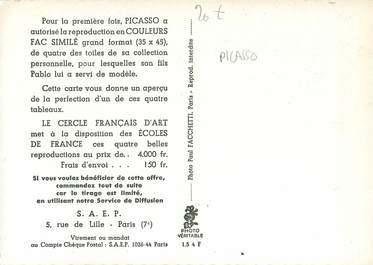 Pour la première fois, PICASSO a
autorisé la reproduction en COULEURS
FAC SIMILÉ grand format (35 x 45),
de quatre des toiles de sa collection
personnelle, pour lesquelles son fils
Pablo lui a servi de modèle.
Cette carte vous donne un aperçu
de la perfection d'un de ces quatre
tableaux.
LE CERCLE FRANÇAIS D'ART
met à la disposition des ÉCOLES
DE FRANCE ces quatre belles
reproductions au prix de.. 4.000 fr.
Frais d'envoi . . . 150 fr.
Si vous voulez bénéficier de cette offre,
commandez tout de suite
car le tirage est limité,
en utilisant notre Service de Diffusion
S. A. E. P.
5, rue de Lille - Paris (7e)
Virement ou mandat
au Compte Chèque Postal : S.A.E.P. 1026-44 Paris
Photo Paul FACCHETTI, Paris - Reprod. interdite
PHOTO
VÉRITABLE
1.5 4 F
20 t
PICASSO